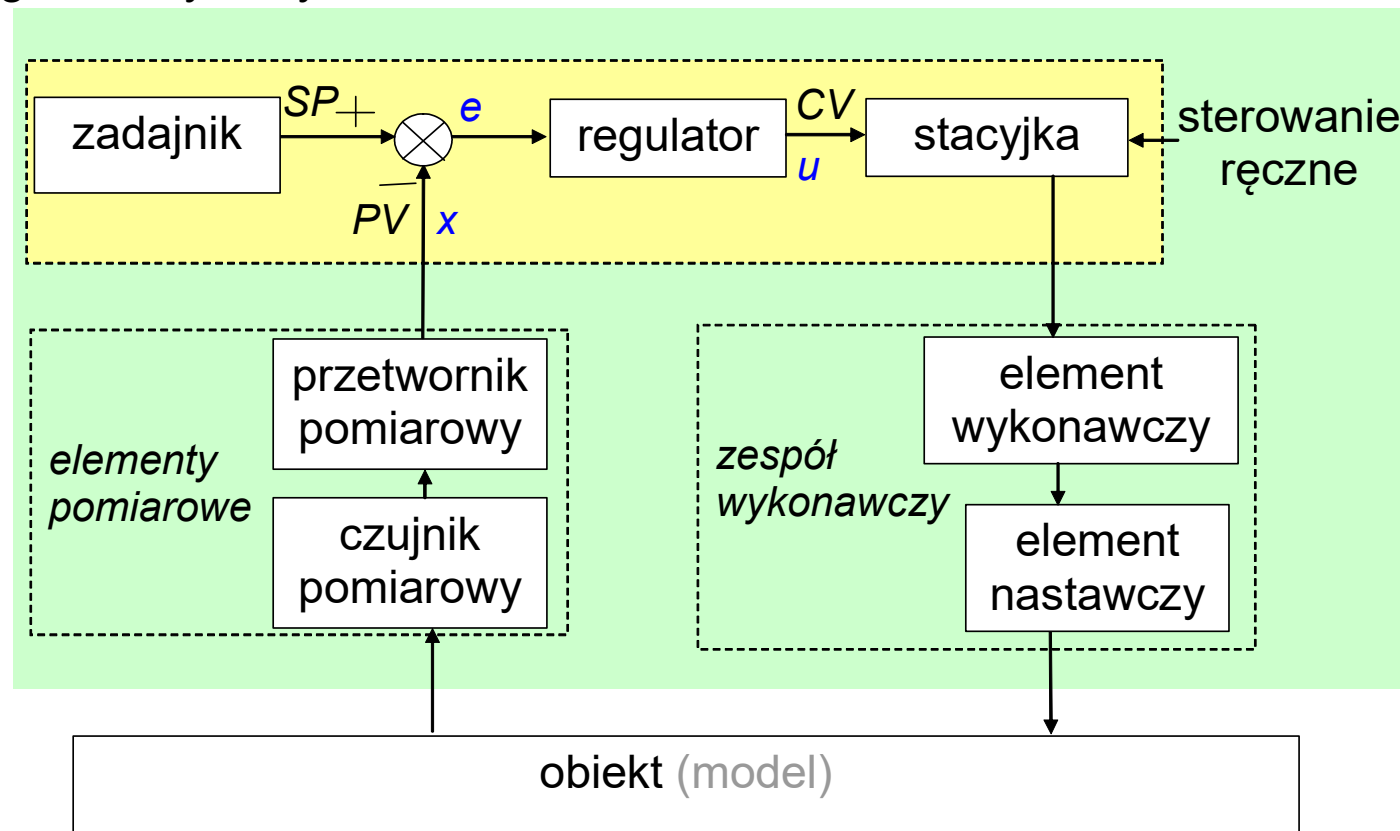 zadajnik
SP
+
e
regulator
CV
u
stacyjka
sterowanie
ręczne
PV
x
elementy
pomiarowe
przetwornik
pomiarowy
czujnik
pomiarowy
zespół
wykonawczy
element
wykonawczy
element
nastawczy
obiekt (model)